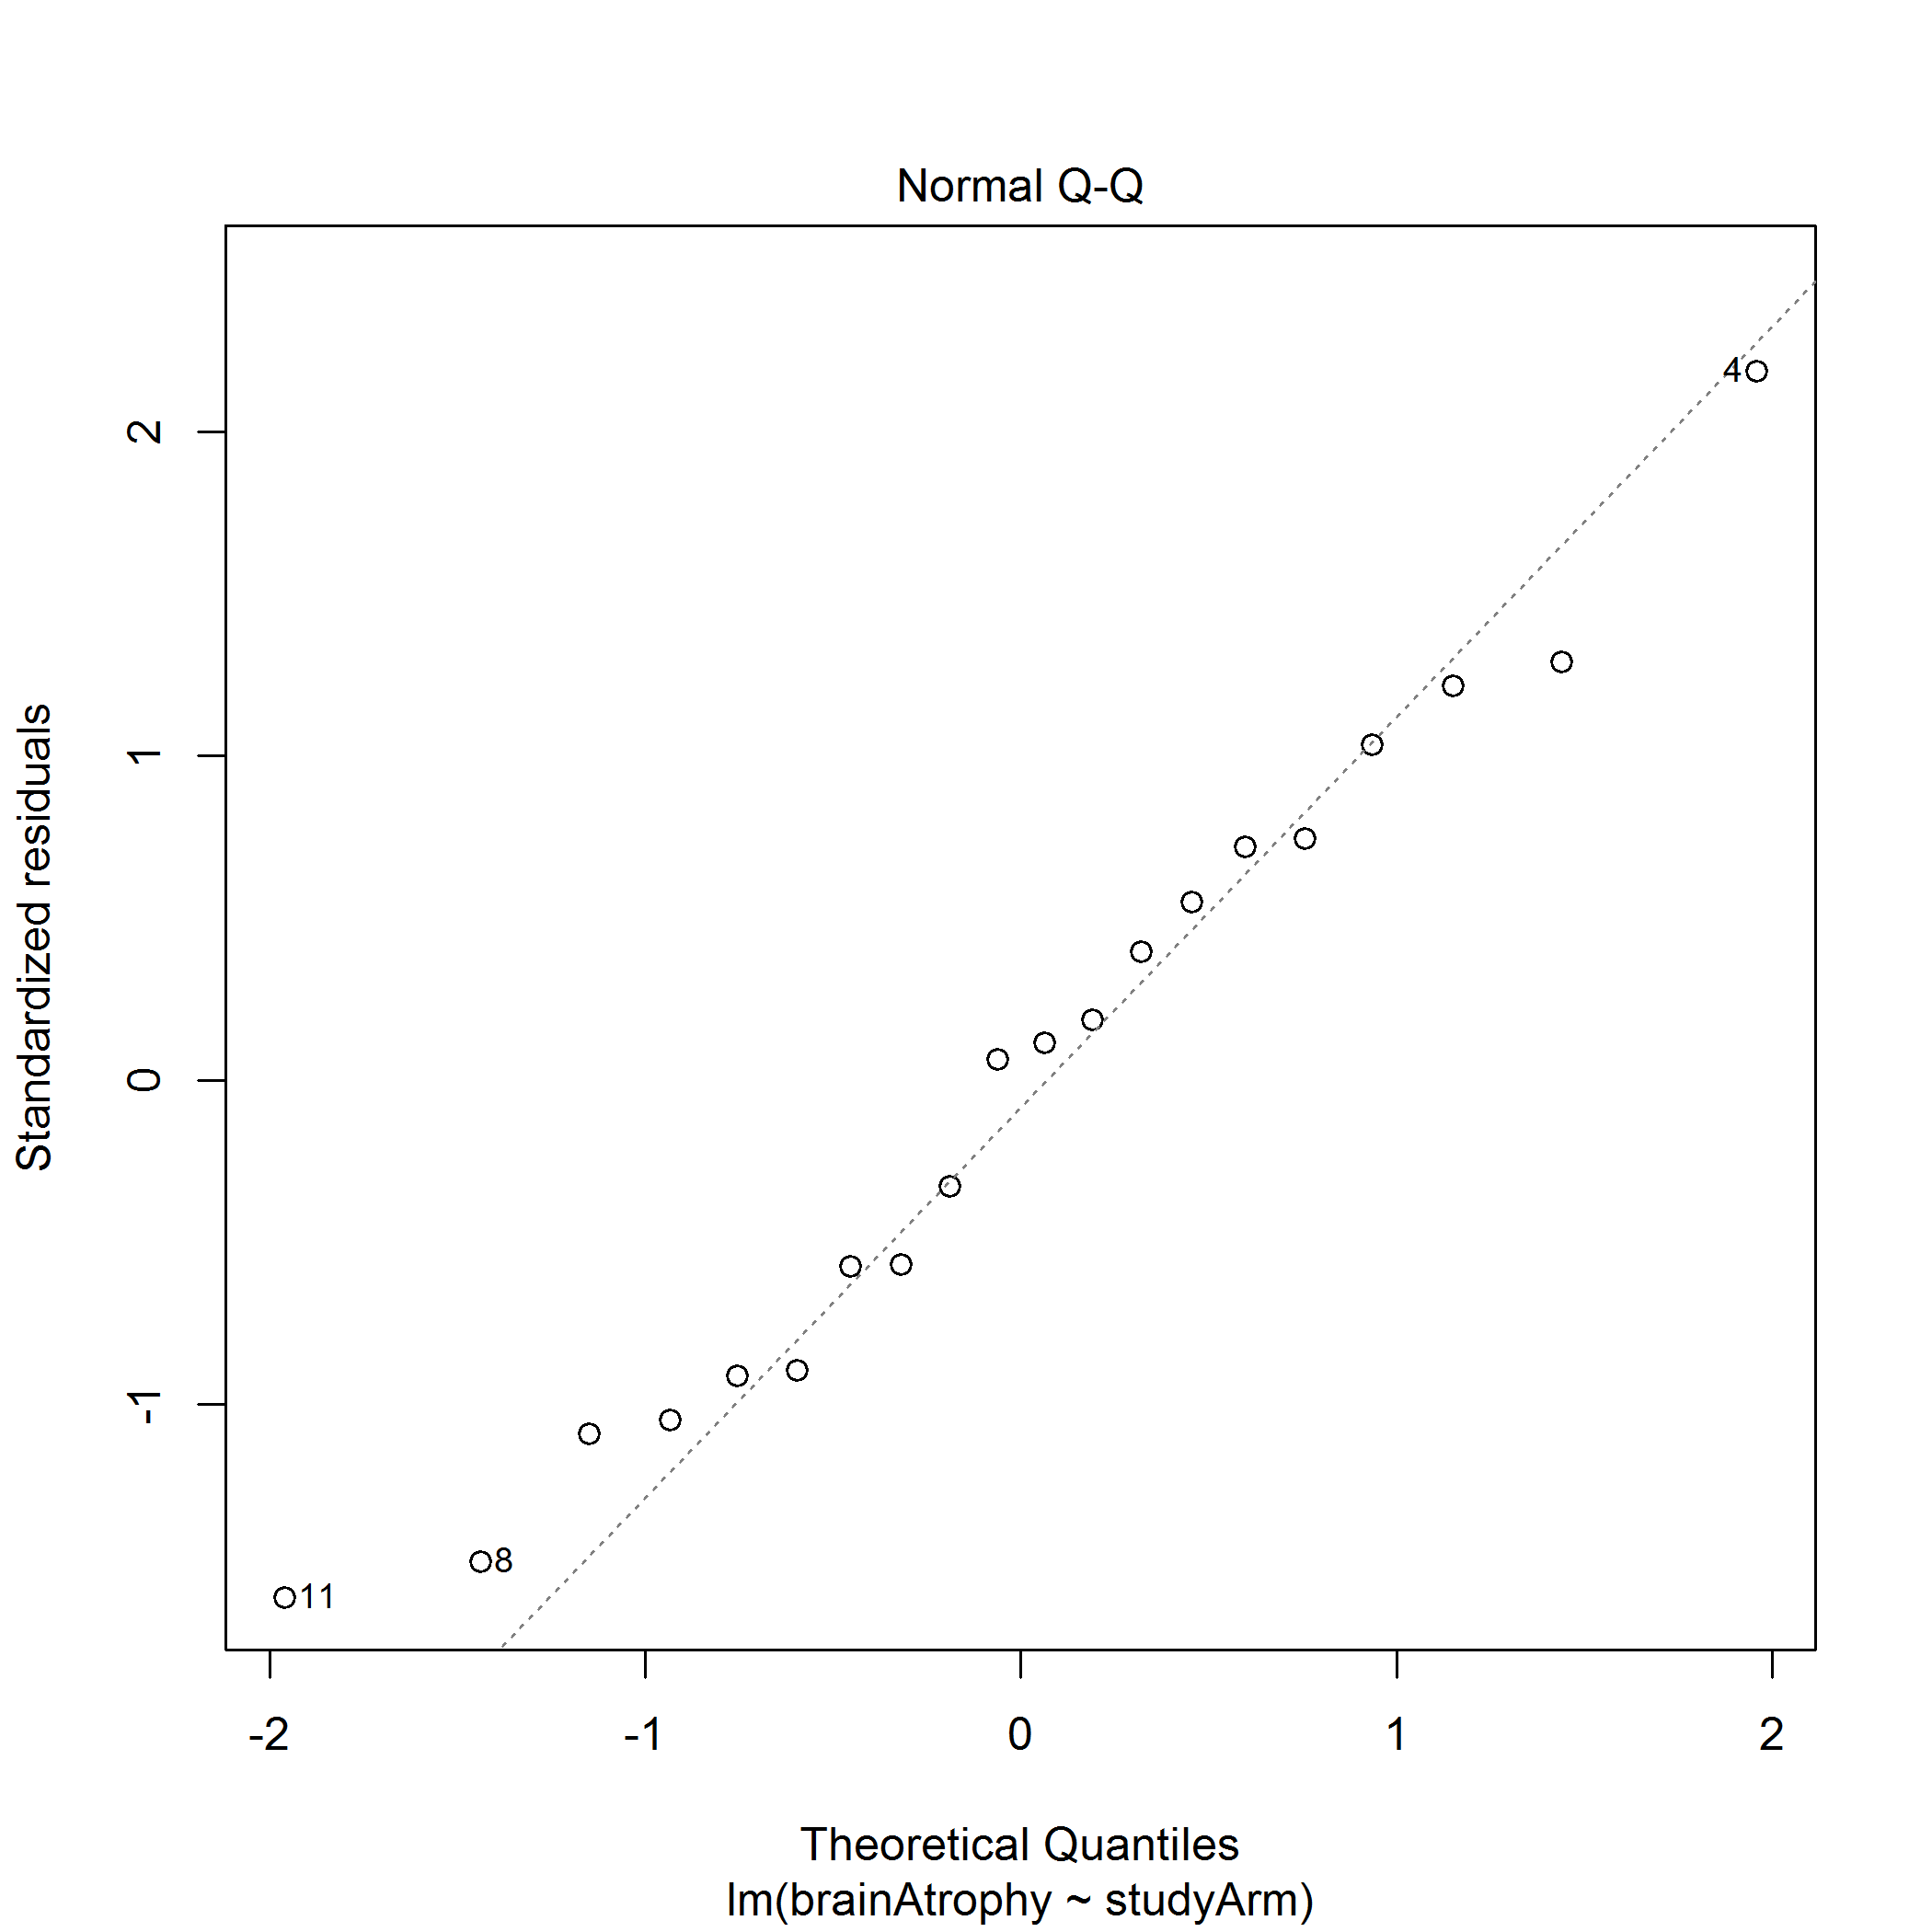 Normal Q-Q
Standardized residuals
2
1
0
-1
4
8
11
-2 -1 0 1 2
Theoretical Quantiles
lm(brainAtrophy ~ studyArm)